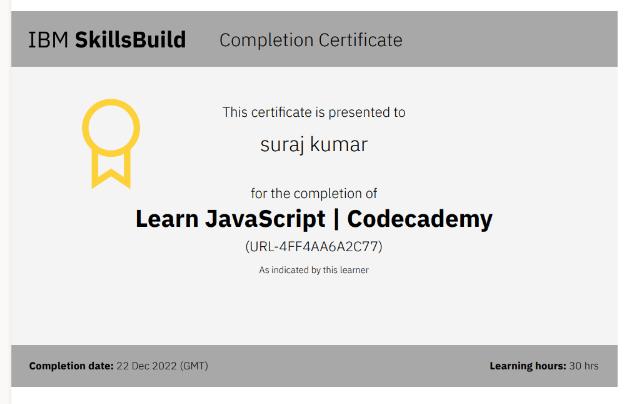 IBM SkillsBuild Completion Certificate
This certificate is presented to
suraj kumar
for the completion of
Learn JavaScript | Codecademy
(URL-4FF4AA6A2C77)
As indicated by this learner
Completion date: 22 Dec 2022 (GMT) Learning hours: 30 hrs